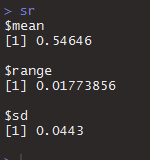 > sr
$mean
[1] 0.54646
$range
[1] 0.01773856
$sd
[1] 0.0443
>